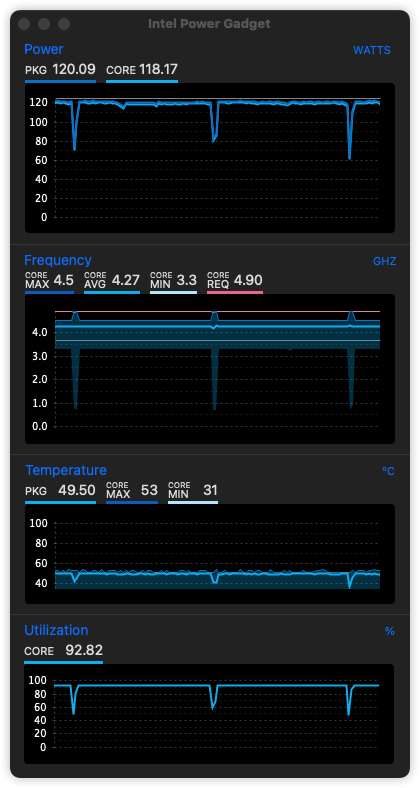 Intel Power Gadget
Power WATTS
PKG 120.09 CORE 118.17
120
100
80
60
40
20
0
Frequency GHZ
CORE MAX 4.5 CORE AVG 4.27 CORE MIN 3.3 CORE REQ 4.90
4.0
3.0
2.0
1.0
0.0
Temperature °C
PKG 49.50 CORE MAX 53 CORE MIN 31
100
80
60
40
Utilization %
CORE 92.82
100
80
60
40
20
0